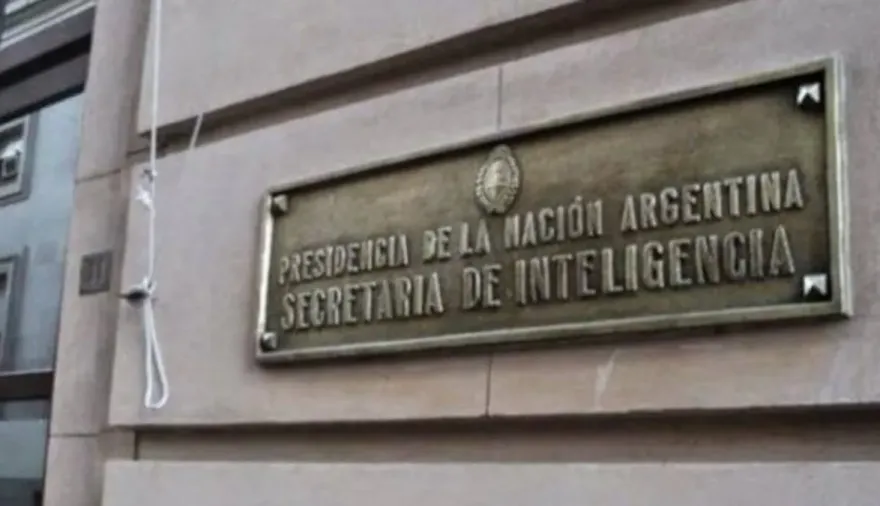 PRESIDENCIA DE LA NACIÓN ARGENTINA
SECRETARIA DE INTELIGENCIA